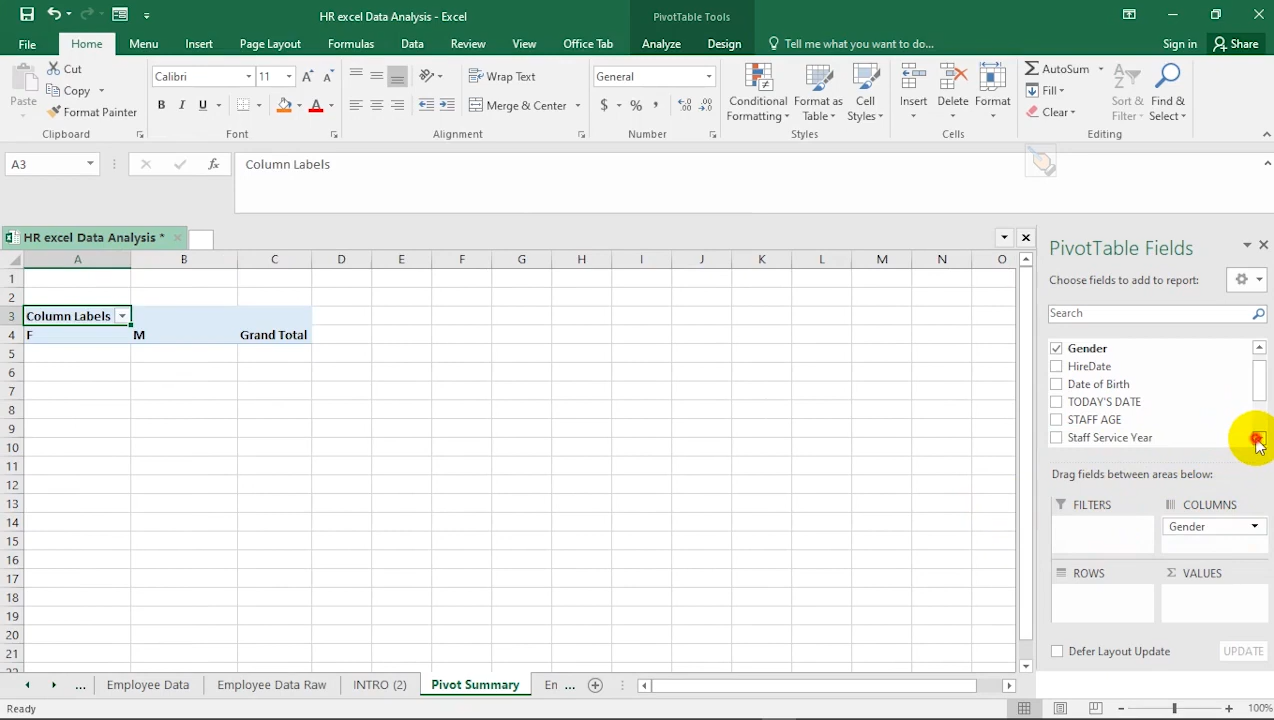 HR excel Data Analysis - Excel
PivotTable Tools
File Home Menu Insert Page Layout Formulas Data Review View Office Tab Analyze Design Tell me what you want to do... Sign in Share
Paste
Cut
Copy
Format Painter
Clipboard
Calibri 11
B I U A
Font
Wrap Text
Merge & Center
Alignment
General
$ % ,
Number
Conditional Formatting
Format as Table
Cell Styles
Styles
Insert Delete Format
Cells
AutoSum
Fill
Clear
Sort & Filter
Find & Select
Editing
A3 fx Column Labels
HR excel Data Analysis *
A B C D E F G H I J K L M N O
1
2
3 Column Labels
4 F M Grand Total
5
6
7
8
9
10
11
12
13
14
15
16
17
18
19
20
21
22
PivotTable Fields
Choose fields to add to report:
Search
Gender
HireDate
Date of Birth
TODAY'S DATE
STAFF AGE
Staff Service Year
Drag fields between areas below:
FILTERS COLUMNS
Gender
ROWS Σ VALUES
Defer Layout Update UPDATE
... Employee Data Employee Data Raw INTRO (2) Pivot Summary En ...
Ready 100%